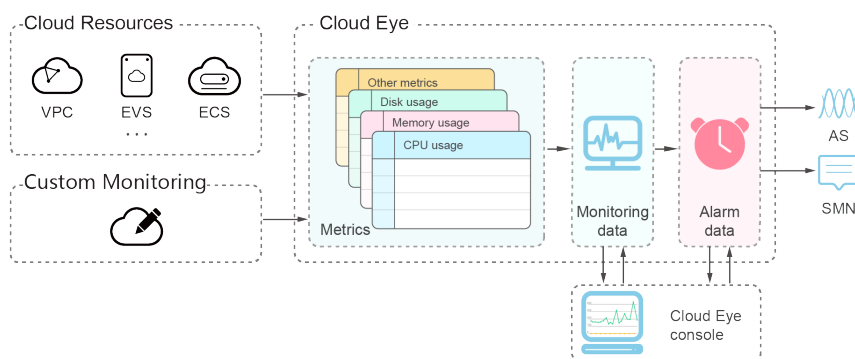 Cloud Resources
VPC
EVS
ECS
...
Custom Monitoring
Cloud Eye
Other metrics
Disk usage
Memory usage
CPU usage
Metrics
Monitoring
data
Alarm
data
AS
SMN
Cloud Eye
console